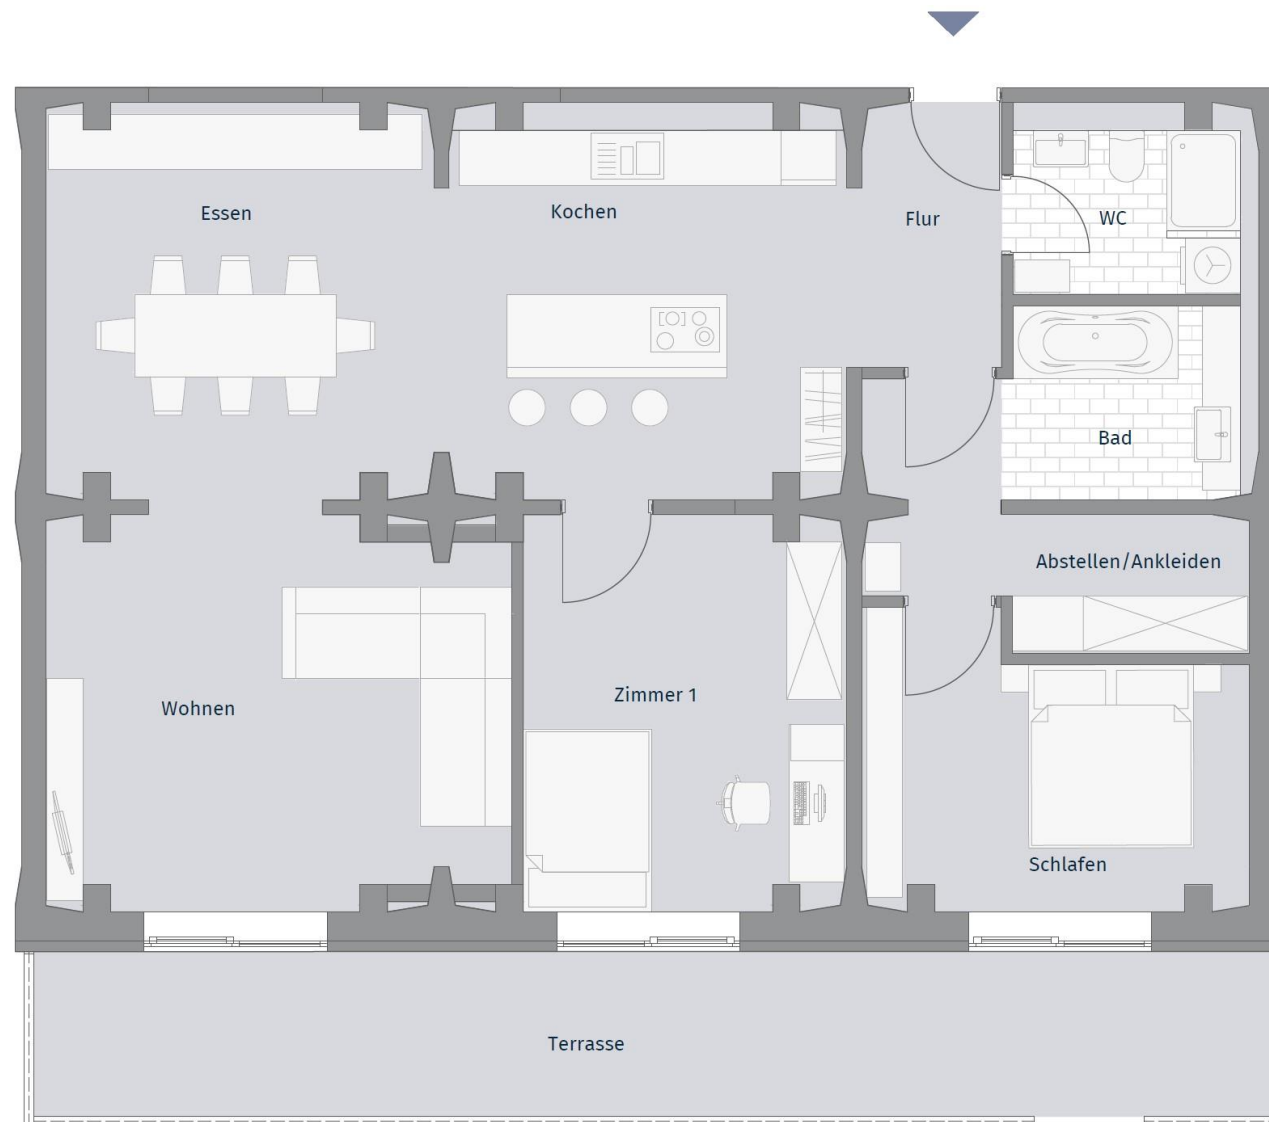 Essen
Kochen
Flur
WC
Bad
Abstellen/Ankleiden
Wohnen
Zimmer 1
Schlafen
Terrasse